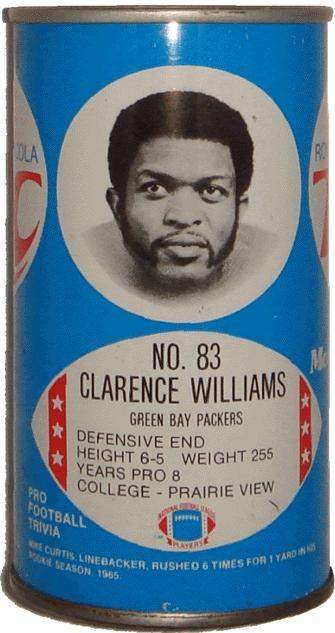 COLA
RC
NO. 83
CLARENCE WILLIAMS
GREEN BAY PACKERS
DEFENSIVE END
HEIGHT 6-5 WEIGHT 255
YEARS PRO 8
COLLEGE - PRAIRIE VIEW
NATIONAL FOOTBALL LEAGUE
PLAYERS
PRO
FOOTBALL
TRIVIA
MIKE CURTIS, LINEBACKER, RUSHED 6 TIMES FOR 1 YARD IN HIS
ROOKIE SEASON, 1965.